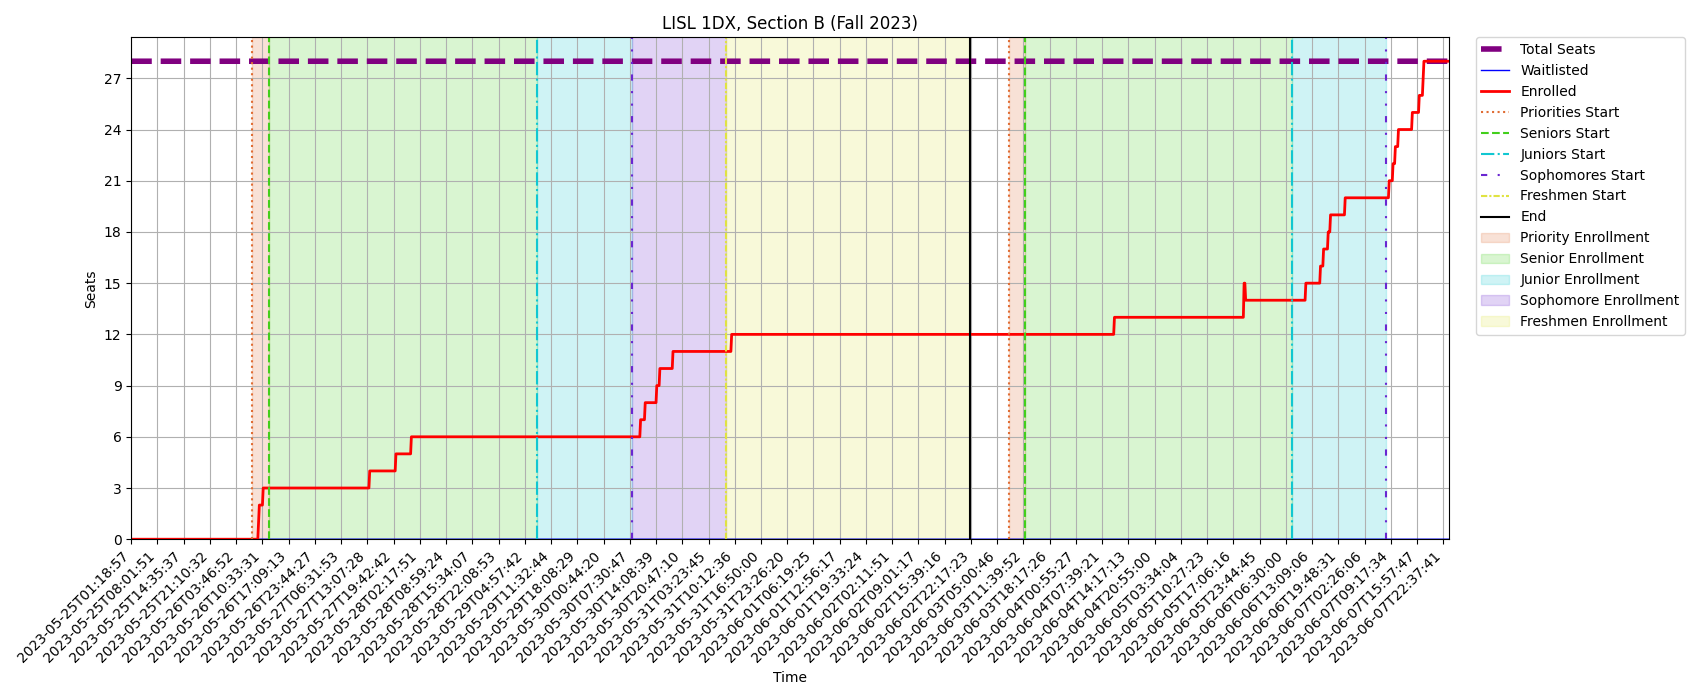 LISL 1DX, Section B (Fall 2023)
Seats
27
24
21
18
15
12
9
6
3
0
2023-05-25T01:18:57
2023-05-25T08:01:51
2023-05-25T14:35:37
2023-05-25T21:10:32
2023-05-26T03:46:52
2023-05-26T10:33:31
2023-05-26T17:09:13
2023-05-26T23:44:27
2023-05-27T06:31:53
2023-05-27T13:07:28
2023-05-27T19:42:42
2023-05-28T02:17:51
2023-05-28T08:59:24
2023-05-28T15:34:07
2023-05-28T22:08:53
2023-05-29T04:57:42
2023-05-29T11:32:44
2023-05-29T18:08:29
2023-05-30T00:44:20
2023-05-30T07:30:47
2023-05-30T14:08:39
2023-05-30T20:47:10
2023-05-31T03:23:45
2023-05-31T10:12:36
2023-05-31T16:50:00
2023-05-31T23:26:20
2023-06-01T06:19:25
2023-06-01T12:56:17
2023-06-01T19:33:24
2023-06-02T02:11:51
2023-06-02T09:01:17
2023-06-02T15:39:16
2023-06-02T22:17:23
2023-06-03T05:00:46
2023-06-03T11:39:52
2023-06-03T18:17:26
2023-06-04T00:55:27
2023-06-04T07:39:21
2023-06-04T14:17:13
2023-06-04T20:55:00
2023-06-05T03:34:04
2023-06-05T10:27:23
2023-06-05T17:06:16
2023-06-05T23:44:45
2023-06-06T06:30:00
2023-06-06T13:09:06
2023-06-06T19:48:31
2023-06-07T02:26:06
2023-06-07T09:17:34
2023-06-07T15:57:47
2023-06-07T22:37:41
Time
Total Seats
Waitlisted
Enrolled
Priorities Start
Seniors Start
Juniors Start
Sophomores Start
Freshmen Start
End
Priority Enrollment
Senior Enrollment
Junior Enrollment
Sophomore Enrollment
Freshmen Enrollment